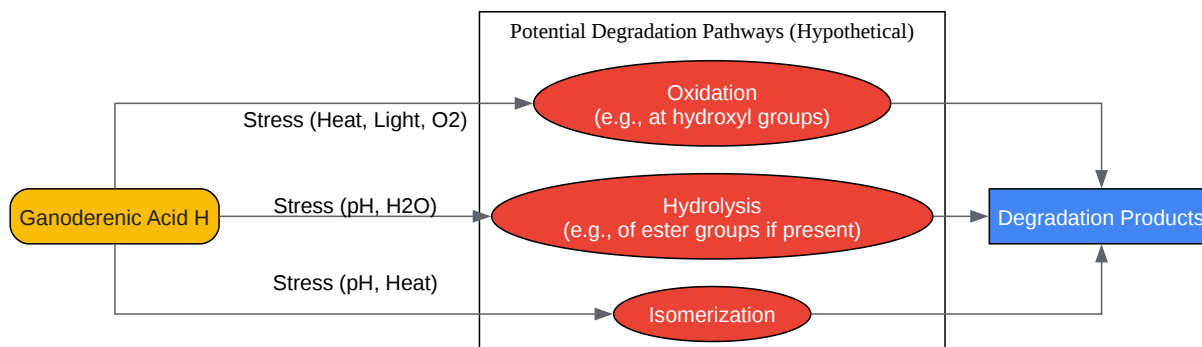 Potential Degradation Pathways (Hypothetical)
Oxidation
(e.g., at hydroxyl groups)
Stress (Heat, Light, O2)
Ganoderenic Acid H
Stress (pH, H2O)
Hydrolysis
(e.g., of ester groups if present)
Degradation Products
Stress (pH, Heat)
Isomerization